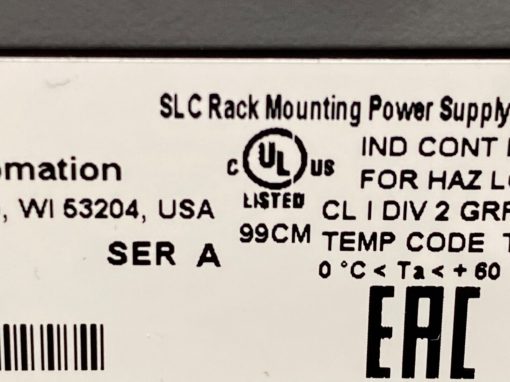 SLC Rack Mounting Power Supply
mation
WI 53204, USA
SER A
C UL US
LISTED
99CM
IND CONT
FOR HAZ
CL I DIV 2
TEMP CODE
0 °C < Ta < + 60
EAC